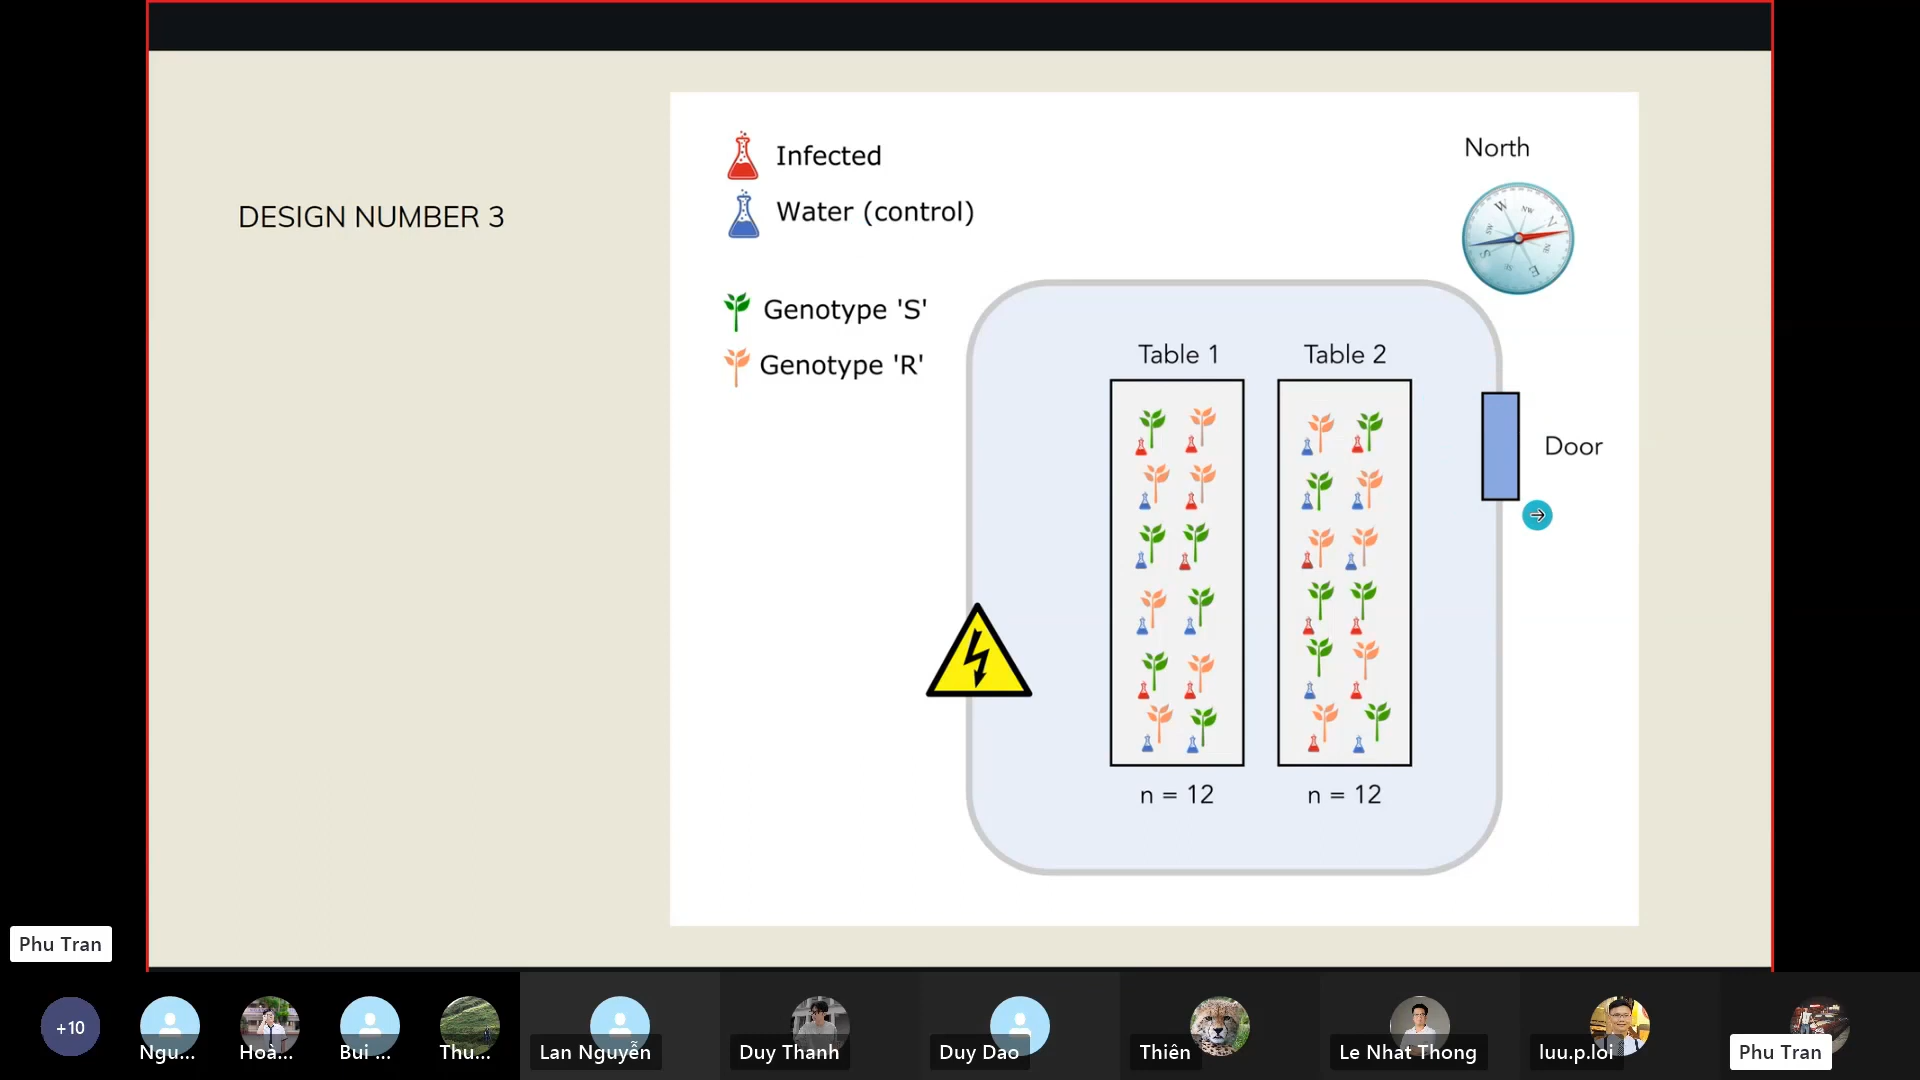 DESIGN NUMBER 3
Infected
Water (control)
Genotype 'S'
Genotype 'R'
North
Table 1
Table 2
Door
n = 12
n = 12
Phu Tran
+10
Ngu...
Hoà...
Bui ...
Thu...
Lan Nguyễn
Duy Thanh
Duy Dao
Thiên
Le Nhat Thong
luu.p.loi
Phu Tran